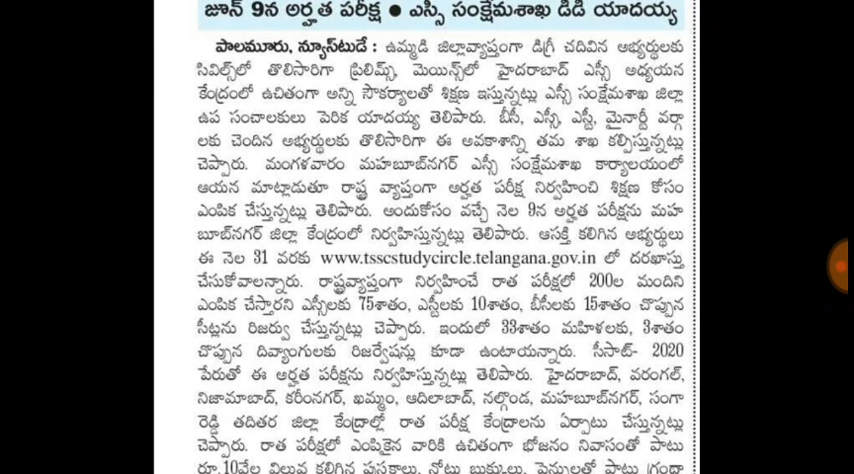 జూన్ 9న అర్హత పరీక్ష ● ఎస్సీ సంక్షేమశాఖ డీడీ యాదయ్య
పాలమూరు, న్యూస్‌టుడే : ఉమ్మడి జిల్లావ్యాప్తంగా డిగ్రీ చదివిన అభ్యర్థులకు
సివిల్స్‌లో తొలిసారిగా ప్రిలిమ్స్, మెయిన్స్‌లో హైదరాబాద్ ఎస్సీ అధ్యయన
కేంద్రంలో ఉచితంగా అన్ని సౌకర్యాలతో శిక్షణ ఇస్తున్నట్లు ఎస్సీ సంక్షేమశాఖ జిల్లా
ఉప సంచాలకులు పెరిక యాదయ్య తెలిపారు. బీసీ, ఎస్సీ, ఎస్టీ, మైనార్టీ వర్గా
లకు చెందిన అభ్యర్థులకు తొలిసారిగా ఈ అవకాశాన్ని తమ శాఖ కల్పిస్తున్నట్లు
చెప్పారు. మంగళవారం మహబూబ్‌నగర్ ఎస్సీ సంక్షేమశాఖ కార్యాలయంలో
ఆయన మాట్లాడుతూ రాష్ట్ర వ్యాప్తంగా అర్హత పరీక్ష నిర్వహించి శిక్షణ కోసం
ఎంపిక చేస్తున్నట్లు తెలిపారు. అందుకోసం వచ్చే నెల 9న అర్హత పరీక్షను మహ
బూబ్‌నగర్ జిల్లా కేంద్రంలో నిర్వహిస్తున్నట్లు తెలిపారు. ఆసక్తి కలిగిన అభ్యర్థులు
ఈ నెల 31 వరకు www.tsscstudycircle.telangana.gov.in లో దరఖాస్తు
చేసుకోవాలన్నారు. రాష్ట్రవ్యాప్తంగా నిర్వహించే రాత పరీక్షలో 200ల మందిని
ఎంపిక చేస్తారని ఎస్సీలకు 75శాతం, ఎస్టీలకు 10శాతం, బీసీలకు 15శాతం చొప్పున
సీట్లను రిజర్వు చేస్తున్నట్లు చెప్పారు. ఇందులో 33శాతం మహిళలకు, 3శాతం
చొప్పున దివ్యాంగులకు రిజర్వేషన్లు కూడా ఉంటాయన్నారు. సీసాట్- 2020
పేరుతో ఈ అర్హత పరీక్షను నిర్వహిస్తున్నట్లు తెలిపారు. హైదరాబాద్, వరంగల్,
నిజామాబాద్, కరీంనగర్, ఖమ్మం, ఆదిలాబాద్, నల్గొండ, మహబూబ్‌నగర్, సంగా
రెడ్డి తదితర జిల్లా కేంద్రాల్లో రాత పరీక్ష కేంద్రాలను ఏర్పాటు చేస్తున్నట్లు
చెప్పారు. రాత పరీక్షలో ఎంపికైన వారికి ఉచితంగా భోజనం నివాసంతో పాటు
రూ.10వేల విలువ కలిగిన పుస్తకాలు, నోటు బుక్కులు, పెన్నులతో పాటు గ్రంథా